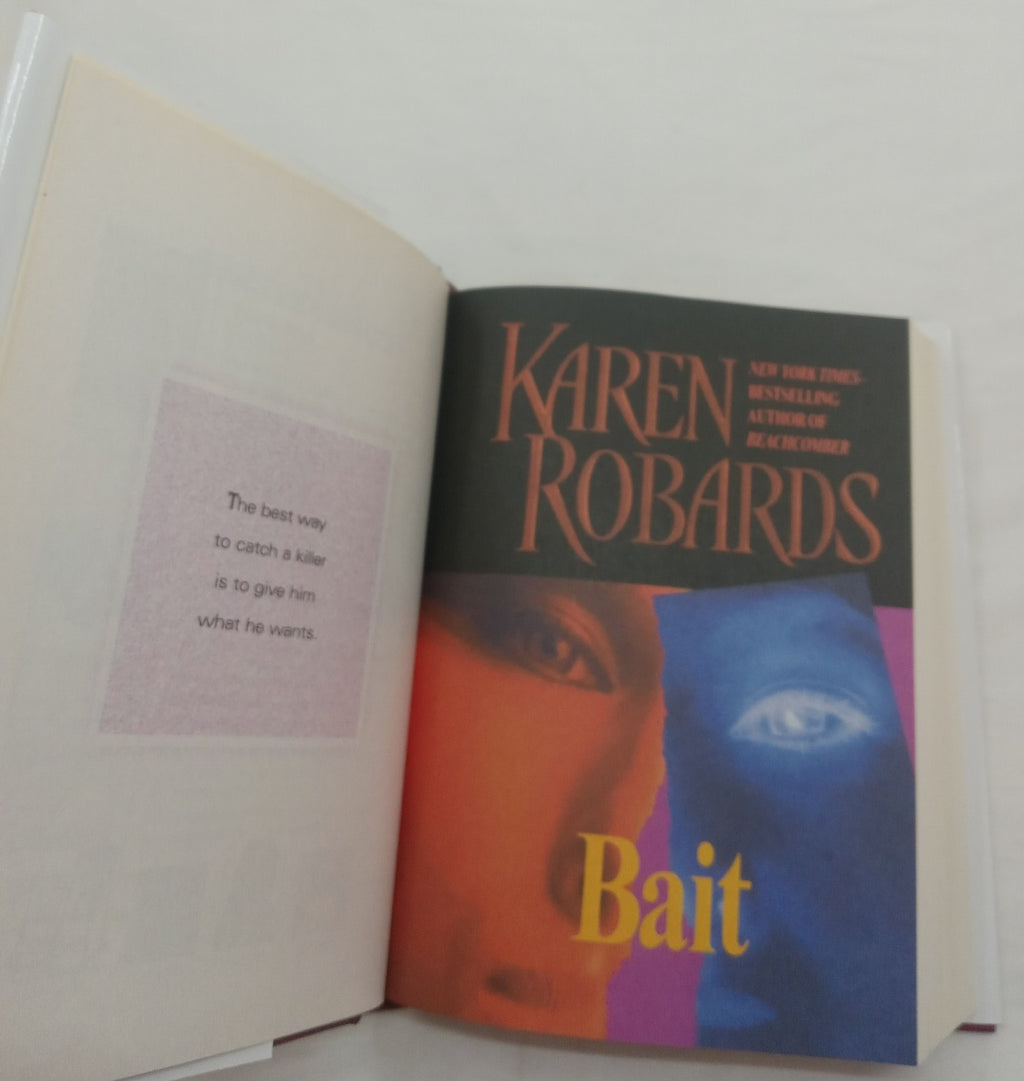 The best way
to catch a killer
is to give him
what he wants.
KAREN
ROBARDS
NEW YORK TIMES–
BESTSELLING
AUTHOR OF
BEACHCOMBER
Bait